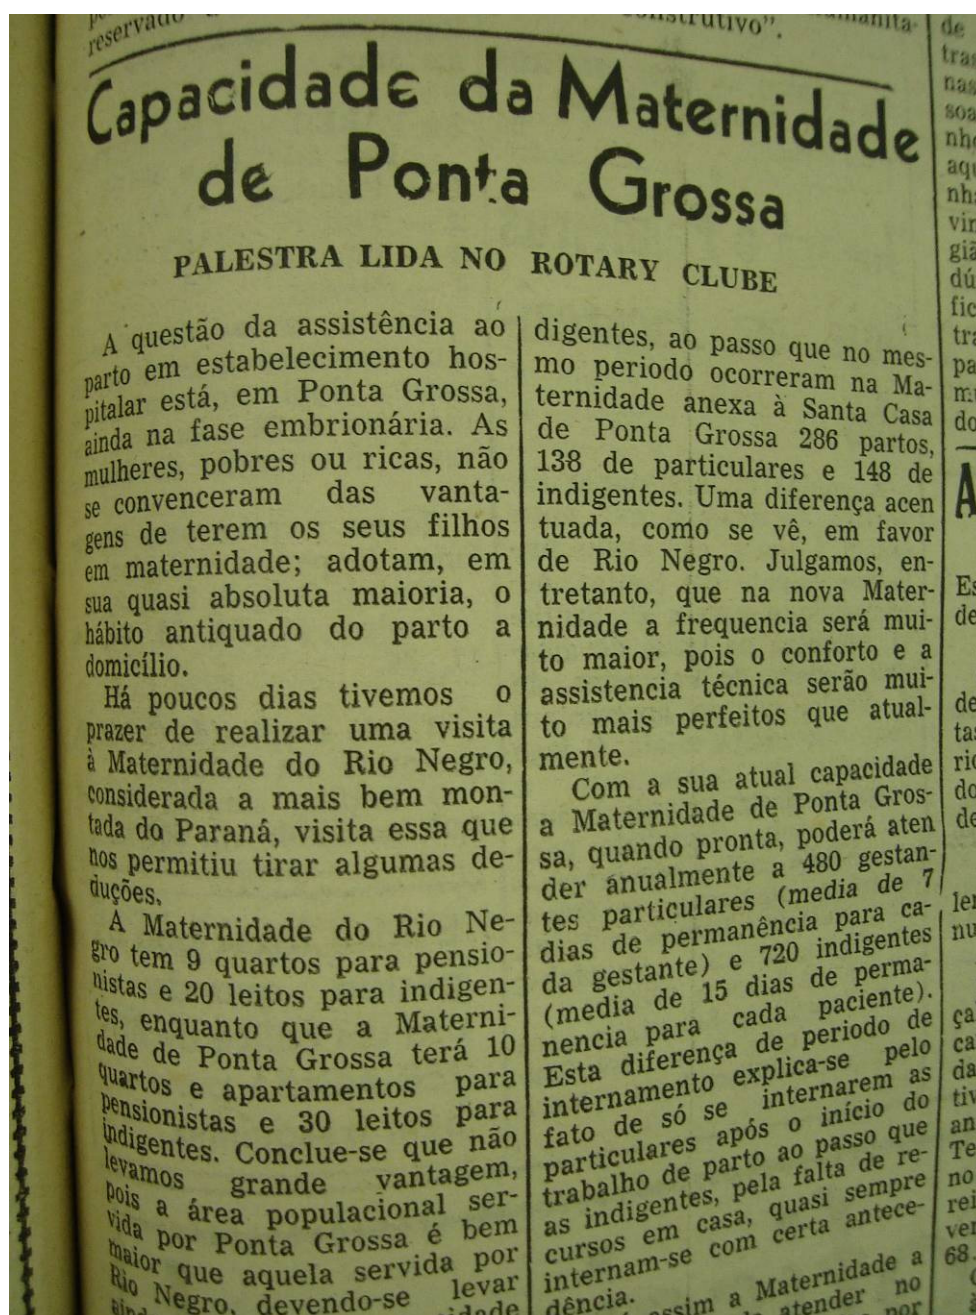 reservado
strutivo”.
Capacidade da Maternidade
de Ponta Grossa
PALESTRA LIDA NO ROTARY CLUBE
A questão da assistência ao
parto em estabelecimento hos-
pitalar está, em Ponta Grossa,
ainda na fase embrionária. As
mulheres, pobres ou ricas, não
se convenceram das vanta-
gens de terem os seus filhos
em maternidade; adotam, em
sua quasi absoluta maioria, o
hábito antiquado do parto a
domicílio.
Há poucos dias tivemos o
prazer de realizar uma visita
à Maternidade do Rio Negro,
considerada a mais bem mon-
tada do Paraná, visita essa que
nos permitiu tirar algumas de-
duções.
A Maternidade do Rio Ne-
gro tem 9 quartos para pensio-
nistas e 20 leitos para indigen-
tes, enquanto que a Materni-
dade de Ponta Grossa terá 10
quartos e apartamentos para
pensionistas e 30 leitos para
indigentes. Conclue-se que não
levamos grande vantagem,
pois a área populacional ser-
vida por Ponta Grossa é bem
maior que aquela servida por
Rio Negro, devendo-se levar
digentes, ao passo que no mes-
mo periodo ocorreram na Ma-
ternidade anexa à Santa Casa
de Ponta Grossa 286 partos,
138 de particulares e 148 de
indigentes. Uma diferença acen
tuada, como se vê, em favor
de Rio Negro. Julgamos, en-
tretanto, que na nova Mater-
nidade a frequencia será mui-
to maior, pois o conforto e a
assistencia técnica serão mui-
to mais perfeitos que atual-
mente.
Com a sua atual capacidade
a Maternidade de Ponta Gros-
sa, quando pronta, poderá aten
der anualmente a 480 gestan-
tes particulares (media de 7
dias de permanência para ca-
da gestante) e 720 indigentes
(media de 15 dias de perma-
nencia para cada paciente).
Esta diferença de periodo de
internamento explica-se pelo
fato de só se internarem as
particulares após o início do
trabalho de parto ao passo que
as indigentes, pela falta de re-
cursos em casa, quasi sempre
internam-se com certa antece-
dência.
assim a Maternidade a
atender no